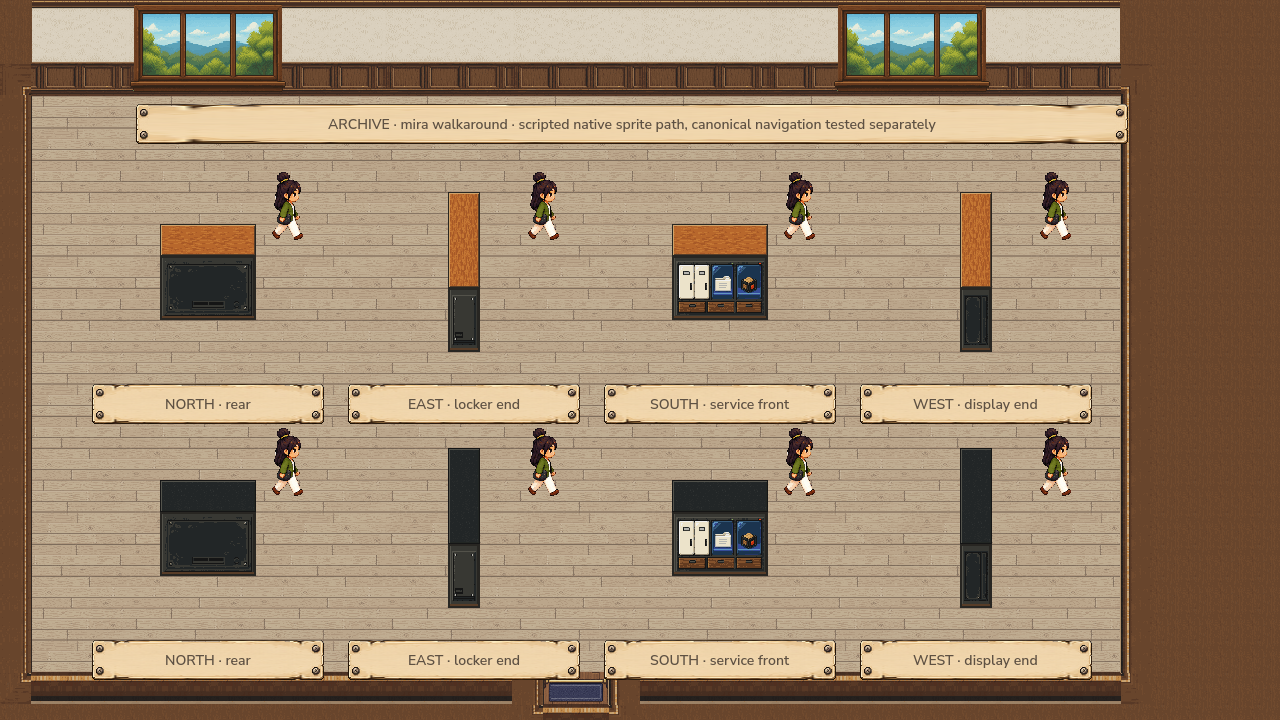 ARCHIVE · mira walkaround · scripted native sprite path, canonical navigation tested separately
NORTH · rear
EAST · locker end
SOUTH · service front
WEST · display end
NORTH · rear
EAST · locker end
SOUTH · service front
WEST · display end